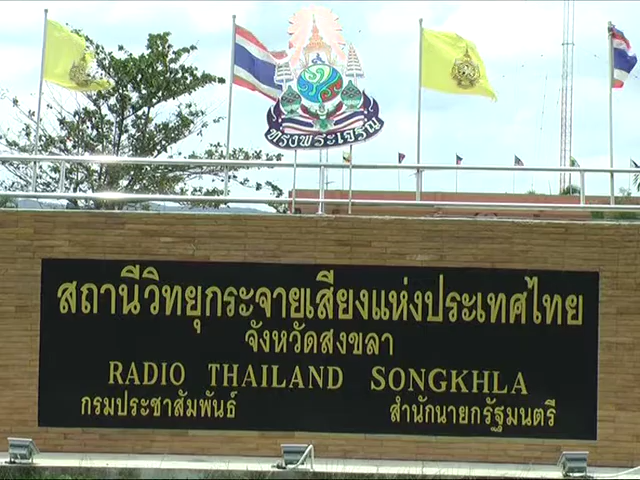 ทรงพระเจริญ
สถานีวิทยุกระจายเสียงแห่งประเทศไทย
จังหวัดสงขลา
RADIO THAILAND SONGKHLA
กรมประชาสัมพันธ์ สำนักนายกรัฐมนตรี